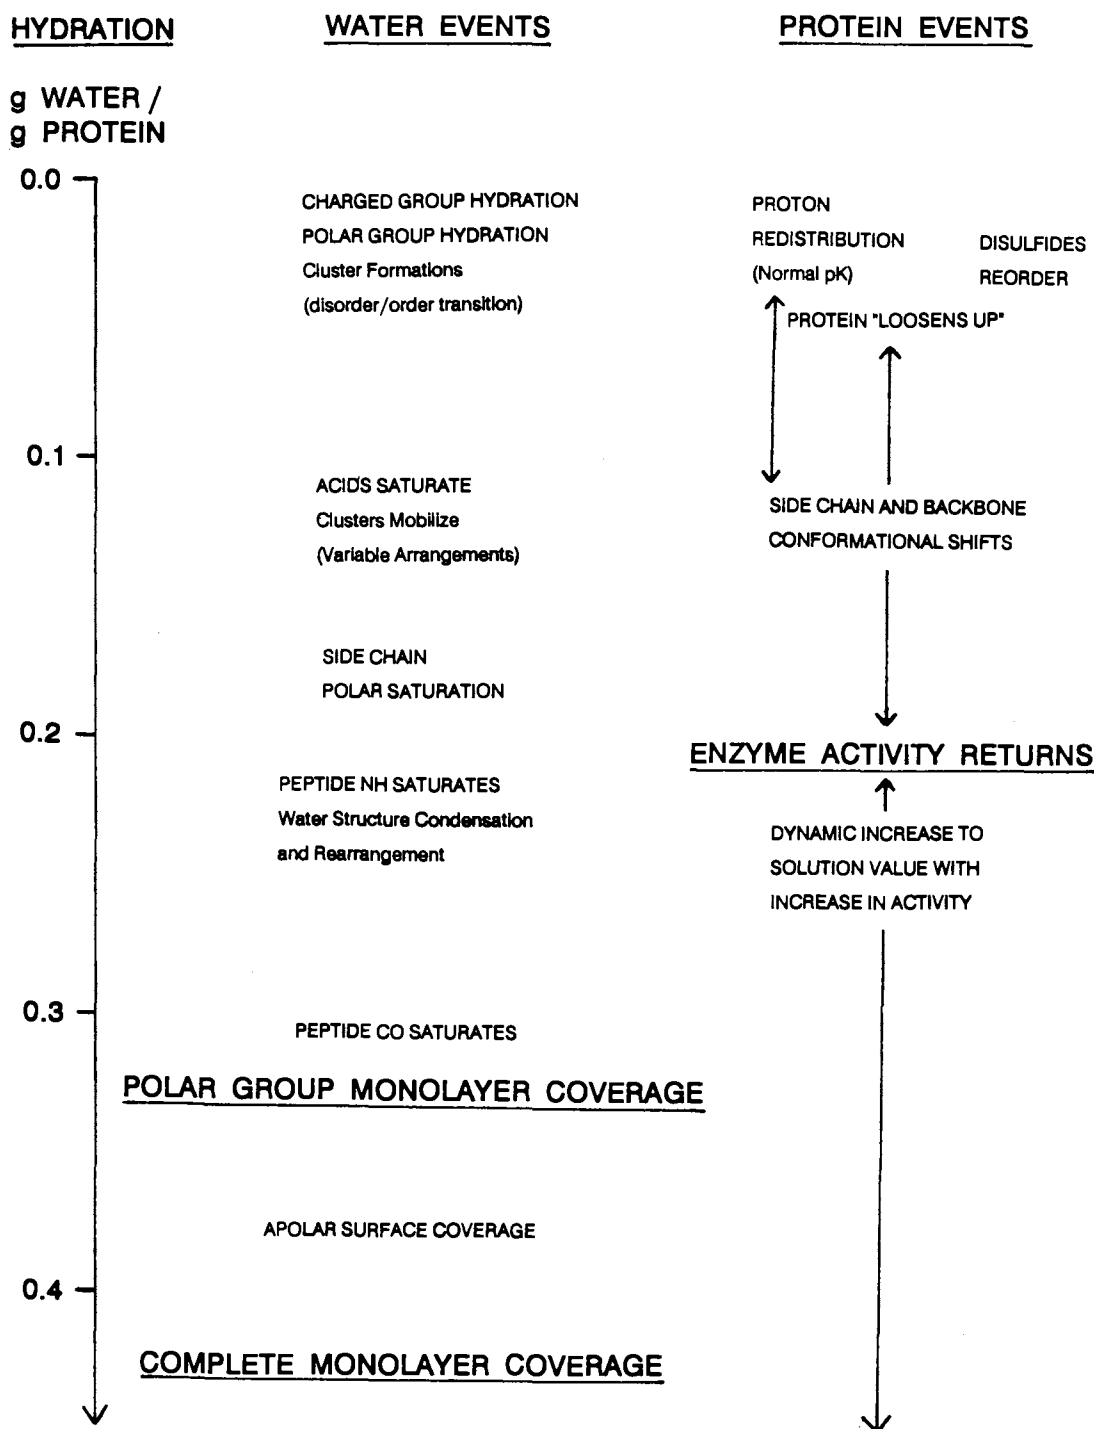 HYDRATION
WATER EVENTS
PROTEIN EVENTS
g WATER /
g PROTEIN
0.0
CHARGED GROUP HYDRATION
POLAR GROUP HYDRATION
Cluster Formations
(disorder/order transition)
PROTON
REDISTRIBUTION
(Normal pK)
DISULFIDES
REORDER
PROTEIN "LOOSENS UP"
0.1
ACIDS SATURATE
Clusters Mobilize
(Variable Arrangements)
SIDE CHAIN AND BACKBONE
CONFORMATIONAL SHIFTS
SIDE CHAIN
POLAR SATURATION
0.2
ENZYME ACTIVITY RETURNS
PEPTIDE NH SATURATES
Water Structure Condensation
and Rearrangement
DYNAMIC INCREASE TO
SOLUTION VALUE WITH
INCREASE IN ACTIVITY
0.3
PEPTIDE CO SATURATES
POLAR GROUP MONOLAYER COVERAGE
APOLAR SURFACE COVERAGE
0.4
COMPLETE MONOLAYER COVERAGE